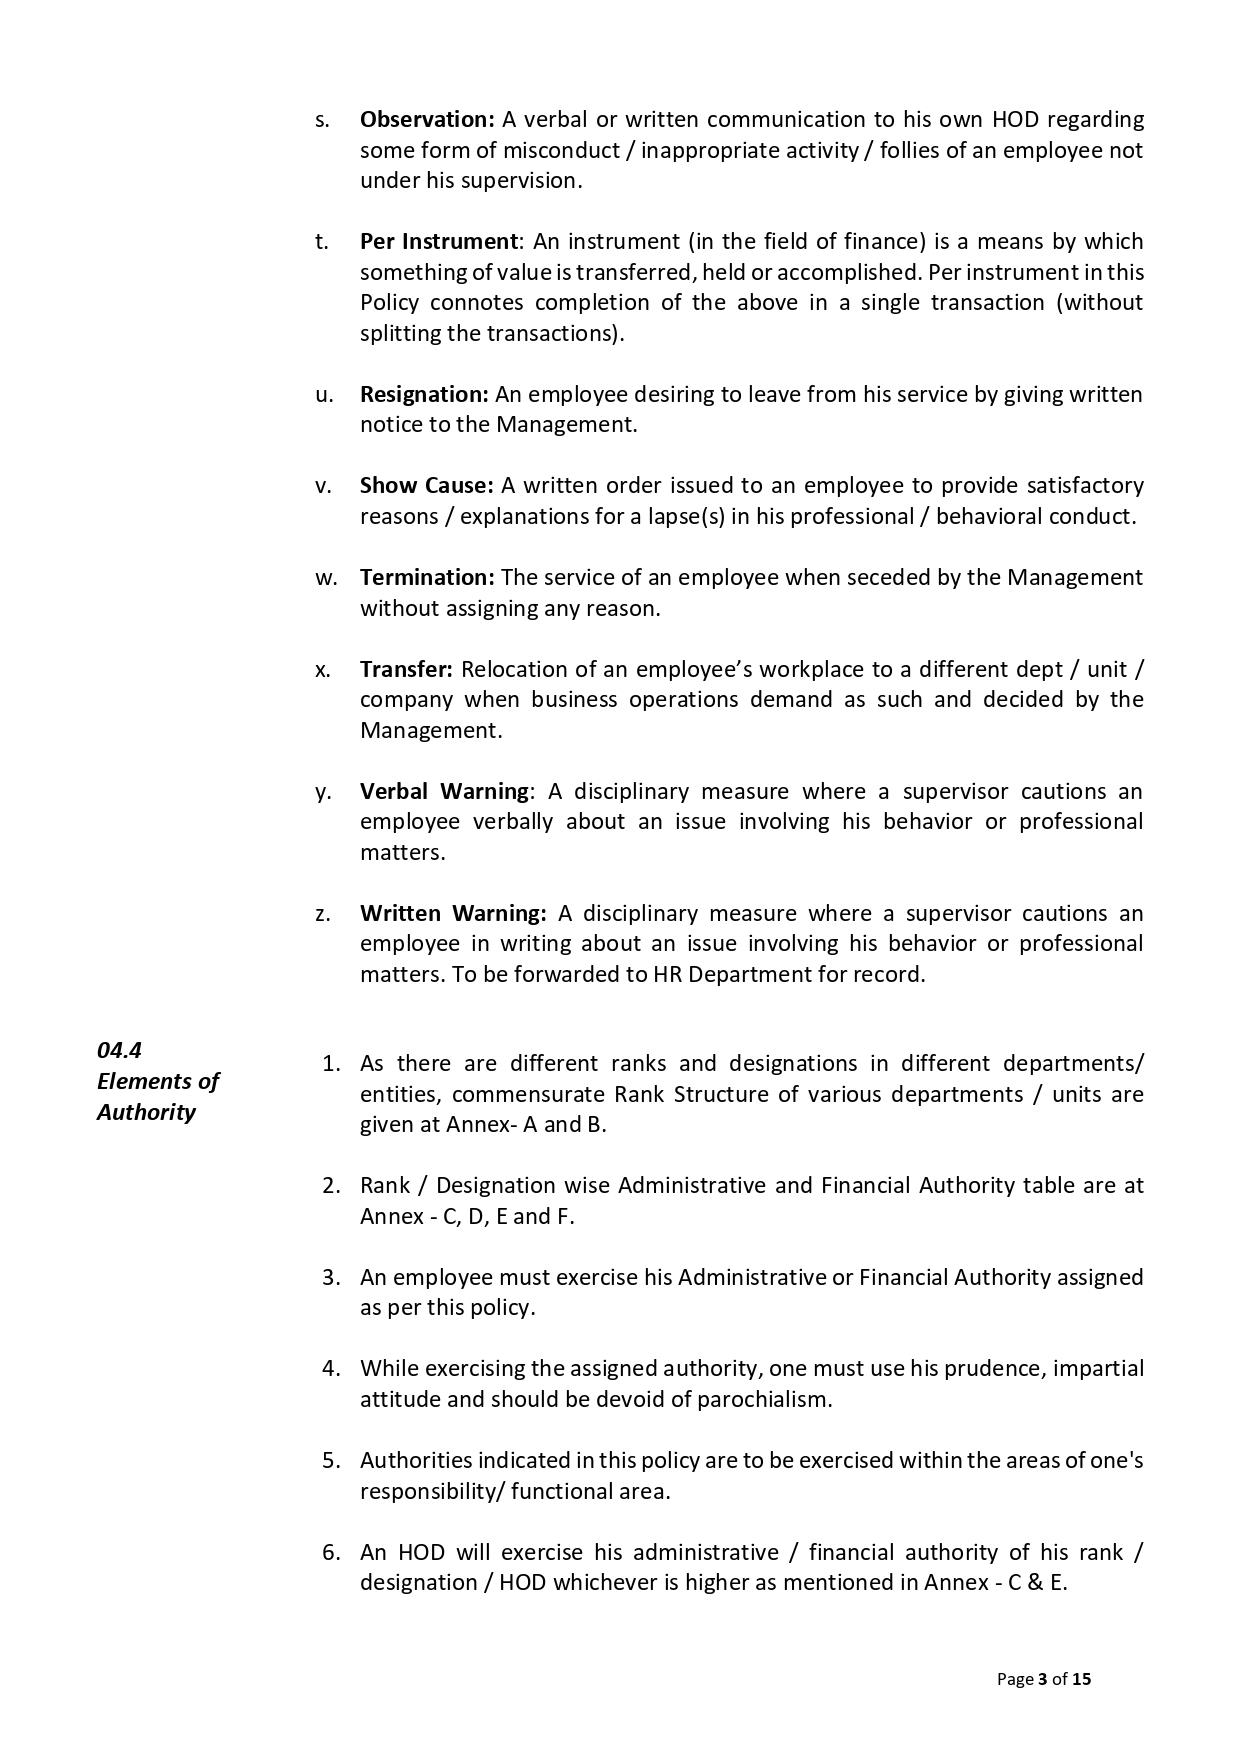 s. Observation: A verbal or written communication to his own HOD regarding
some form of misconduct / inappropriate activity / follies of an employee not
under his supervision.
t. Per Instrument: An instrument (in the field of finance) is a means by which
something of value is transferred, held or accomplished. Per instrument in this
Policy connotes completion of the above in a single transaction (without
splitting the transactions).
u. Resignation: An employee desiring to leave from his service by giving written
notice to the Management.
v. Show Cause: A written order issued to an employee to provide satisfactory
reasons / explanations for a lapse(s) in his professional / behavioral conduct.
w. Termination: The service of an employee when seceded by the Management
without assigning any reason.
x. Transfer: Relocation of an employee’s workplace to a different dept / unit /
company when business operations demand as such and decided by the
Management.
y. Verbal Warning: A disciplinary measure where a supervisor cautions an
employee verbally about an issue involving his behavior or professional
matters.
z. Written Warning: A disciplinary measure where a supervisor cautions an
employee in writing about an issue involving his behavior or professional
matters. To be forwarded to HR Department for record.
04.4
Elements of
Authority
1. As there are different ranks and designations in different departments/
entities, commensurate Rank Structure of various departments / units are
given at Annex- A and B.
2. Rank / Designation wise Administrative and Financial Authority table are at
Annex - C, D, E and F.
3. An employee must exercise his Administrative or Financial Authority assigned
as per this policy.
4. While exercising the assigned authority, one must use his prudence, impartial
attitude and should be devoid of parochialism.
5. Authorities indicated in this policy are to be exercised within the areas of one's
responsibility/ functional area.
6. An HOD will exercise his administrative / financial authority of his rank /
designation / HOD whichever is higher as mentioned in Annex - C & E.
Page 3 of 15